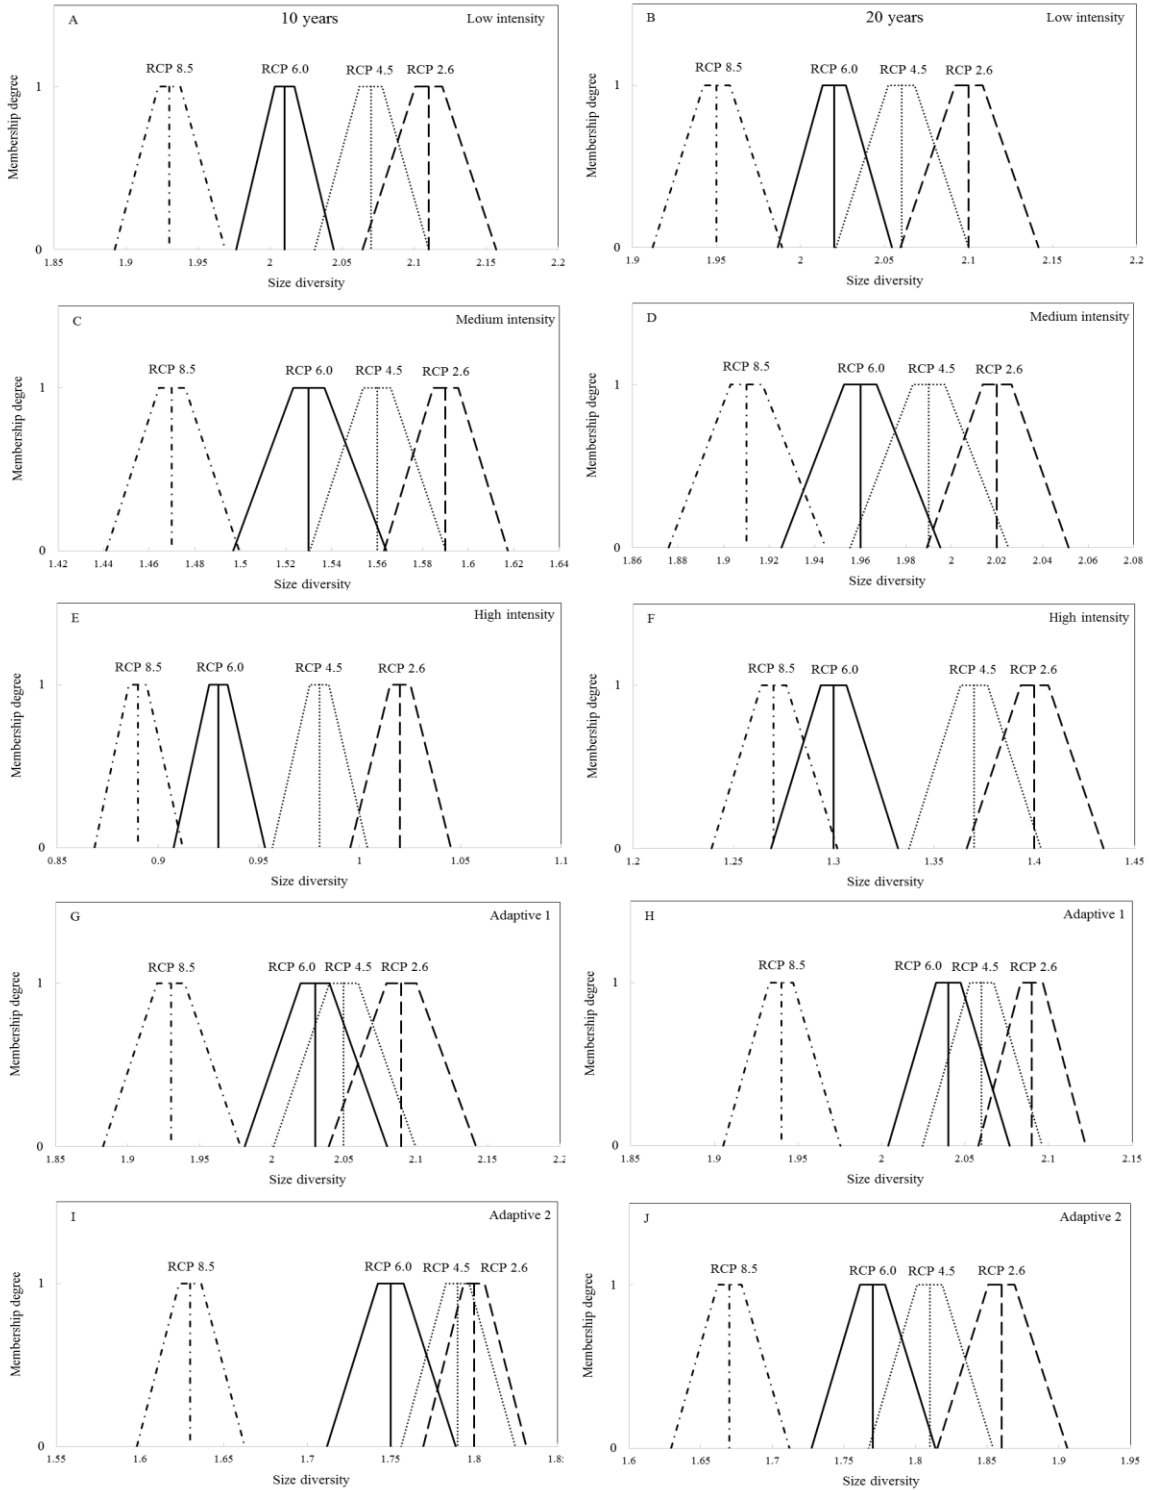 A 10 years Low intensity
RCP 8.5 RCP 6.0 RCP 4.5 RCP 2.6
1
Membership degree
0
1.85 1.9 1.95 2 2.05 2.1 2.15 2.2
Size diversity
B 20 years Low intensity
RCP 8.5 RCP 6.0 RCP 4.5 RCP 2.6
1
Membership degree
0
1.9 1.95 2 2.05 2.1 2.15 2.2
Size diversity
C Medium intensity
RCP 8.5 RCP 6.0 RCP 4.5 RCP 2.6
1
Membership degree
0
1.42 1.44 1.46 1.48 1.5 1.52 1.54 1.56 1.58 1.6 1.62 1.64
Size diversity
D Medium intensity
RCP 8.5 RCP 6.0 RCP 4.5 RCP 2.6
1
Membership degree
0
1.86 1.88 1.9 1.92 1.94 1.96 1.98 2 2.02 2.04 2.06 2.08
Size diversity
E High intensity
RCP 8.5 RCP 6.0 RCP 4.5 RCP 2.6
1
Membership degree
0
0.85 0.9 0.95 1 1.05 1.1
Size diversity
F High intensity
RCP 8.5 RCP 6.0 RCP 4.5 RCP 2.6
1
Membership degree
0
1.2 1.25 1.3 1.35 1.4 1.45
Size diversity
G Adaptive 1
RCP 8.5 RCP 6.0 RCP 4.5 RCP 2.6
1
Membership degree
0
1.85 1.9 1.95 2 2.05 2.1 2.15 2.2
Size diversity
H Adaptive 1
RCP 8.5 RCP 6.0 RCP 4.5 RCP 2.6
1
Membership degree
0
1.85 1.9 1.95 2 2.05 2.1 2.15
Size diversity
I Adaptive 2
RCP 8.5 RCP 6.0 RCP 4.5 RCP 2.6
1
Membership degree
0
1.55 1.6 1.65 1.7 1.75 1.8
Size diversity
J Adaptive 2
RCP 8.5 RCP 6.0 RCP 4.5 RCP 2.6
1
Membership degree
0
1.6 1.65 1.7 1.75 1.8 1.85 1.9 1.95
Size diversity